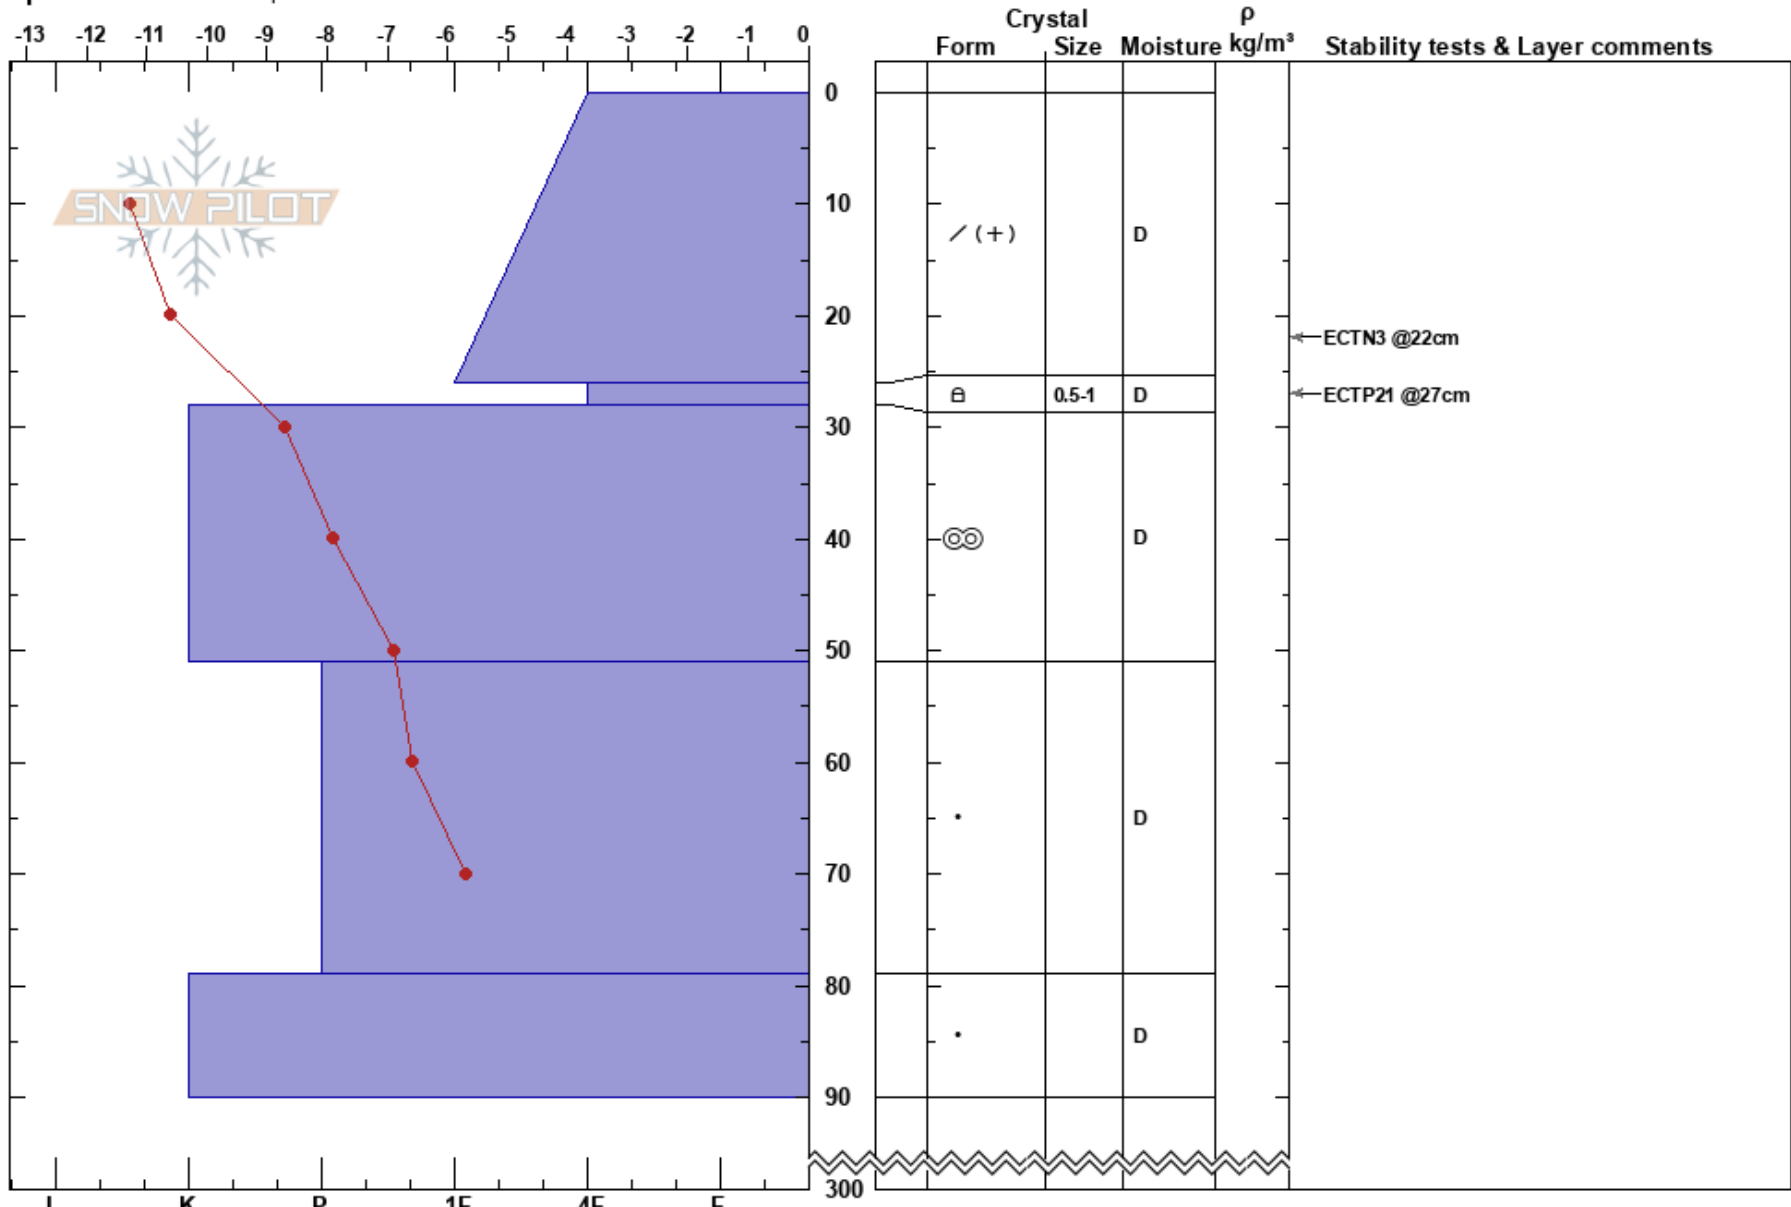 Crystal ρ
-13 -12 -11 -10 -9 -8 -7 -6 -5 -4 -3 -2 -1 0
Form Size Moisture kg/m³ Stability tests & Layer comments
0
SNOW PILOT
10
/ (+) D
20
ECTN3 @22cm
0.5-1 D ECTP21 @27cm
30
40 D
50
60
D
70
80
D
90
300
K P 1F 4F F